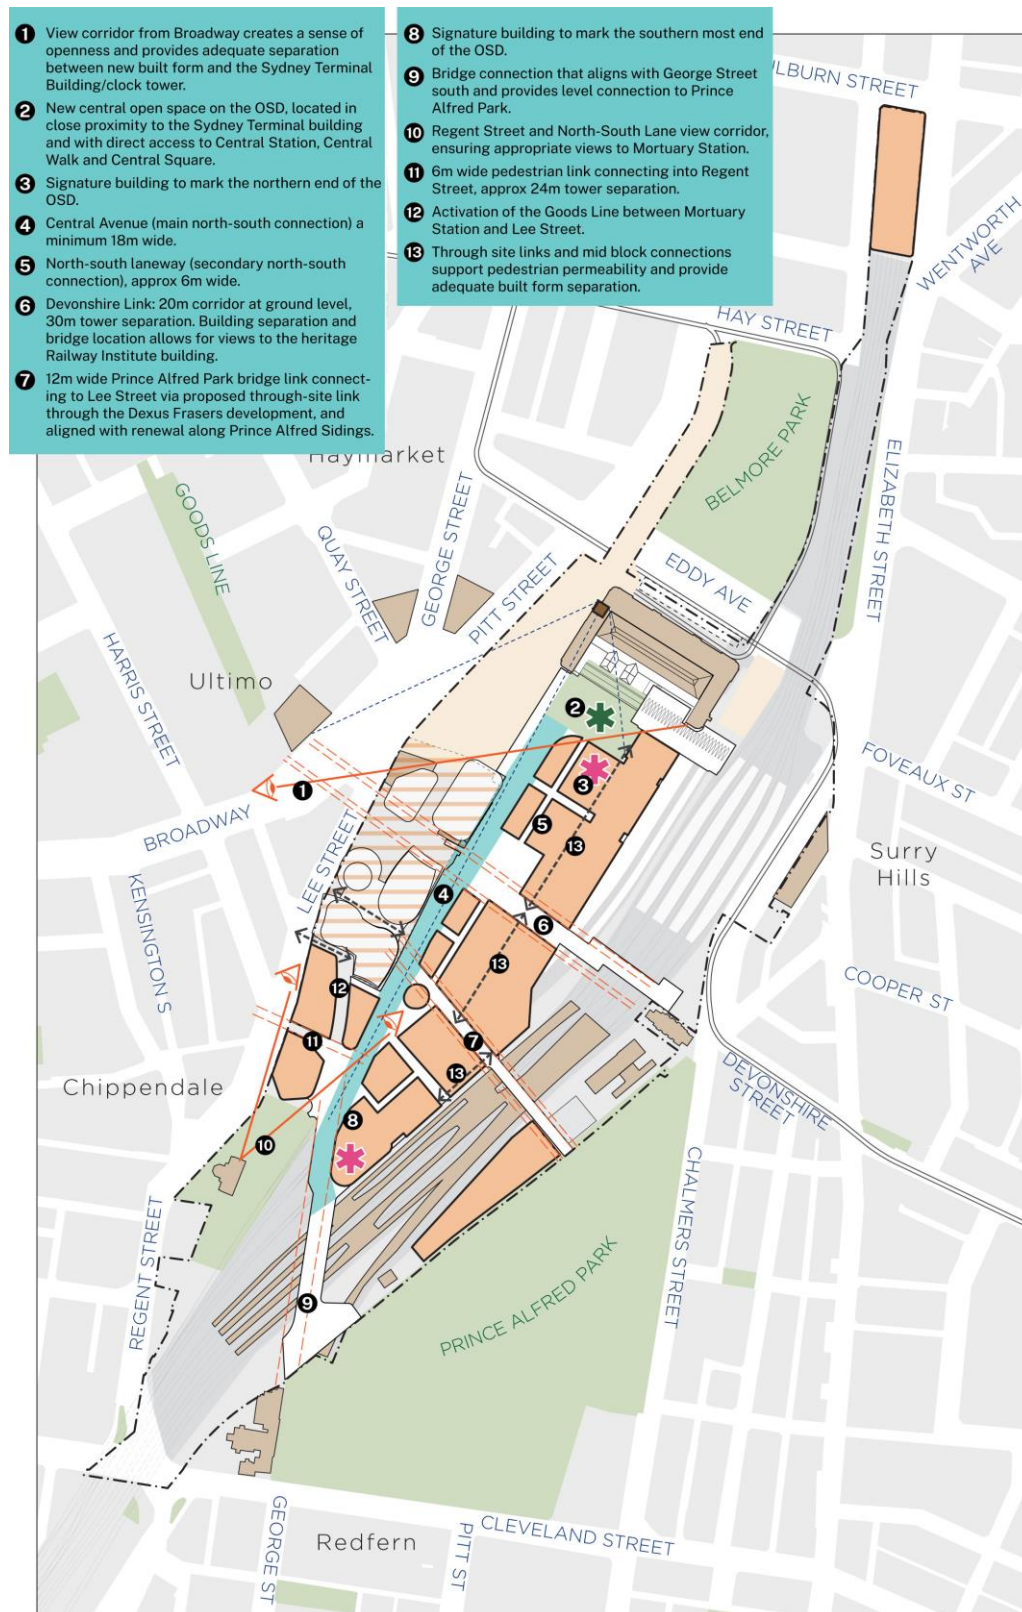 1 View corridor from Broadway creates a sense of
openness and provides adequate separation
between new built form and the Sydney Terminal
Building/clock tower.
2 New central open space on the OSD, located in
close proximity to the Sydney Terminal building
and with direct access to Central Station, Central
Walk and Central Square.
3 Signature building to mark the northern end of the
OSD.
4 Central Avenue (main north-south connection) a
minimum 18m wide.
5 North-south laneway (secondary north-south
connection), approx 6m wide.
6 Devonshire Link: 20m corridor at ground level,
30m tower separation. Building separation and
bridge location allows for views to the heritage
Railway Institute building.
7 12m wide Prince Alfred Park bridge link connect-
ing to Lee Street via proposed through-site link
through the Dexus Frasers development, and
aligned with renewal along Prince Alfred Sidings.
8 Signature building to mark the southern most end
of the OSD.
9 Bridge connection that aligns with George Street
south and provides level connection to Prince
Alfred Park.
10 Regent Street and North-South Lane view corridor,
ensuring appropriate views to Mortuary Station.
11 6m wide pedestrian link connecting into Regent
Street, approx 24m tower separation.
12 Activation of the Goods Line between Mortuary
Station and Lee Street.
13 Through site links and mid block connections
support pedestrian permeability and provide
adequate built form separation.
ULBURN STREET
WENTWORTH
AVE
HAY STREET
BELMORE PARK
ELIZABETH STREET
Haymarket
GOODS LINE
QUAY STREET
GEORGE STREET
PITT STREET
EDDY AVE
HARRIS STREET
Ultimo
2
3
1
BROADWAY
FOVEAUX ST
5
13
LEE STREET
Surry
Hills
KENSINGTON S
4
6
13
12
COOPER ST
11
7
13
Chippendale
DEVONSHIRE
STREET
8
10
CHALMERS STREET
REGENT STREET
9
PRINCE ALFRED PARK
GEORGE ST
Redfern
PITT ST
CLEVELAND STREET